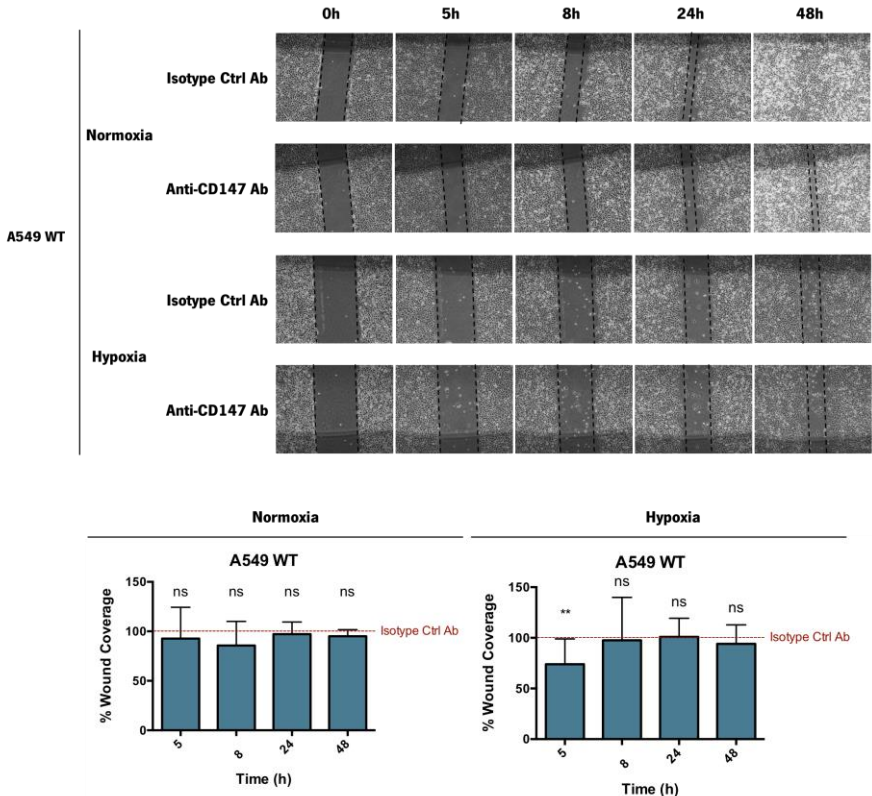 0h 5h 8h 24h 48h
Isotype Ctrl Ab
Normoxia
Anti-CD147 Ab
A549 WT
Isotype Ctrl Ab
Hypoxia
Anti-CD147 Ab
Normoxia
A549 WT
% Wound Coverage
150
100
50
0
ns ns ns ns
Isotype Ctrl Ab
5 8 24 48
Time (h)
Hypoxia
A549 WT
% Wound Coverage
150
100
50
0
** ns ns ns
Isotype Ctrl Ab
5 8 24 48
Time (h)